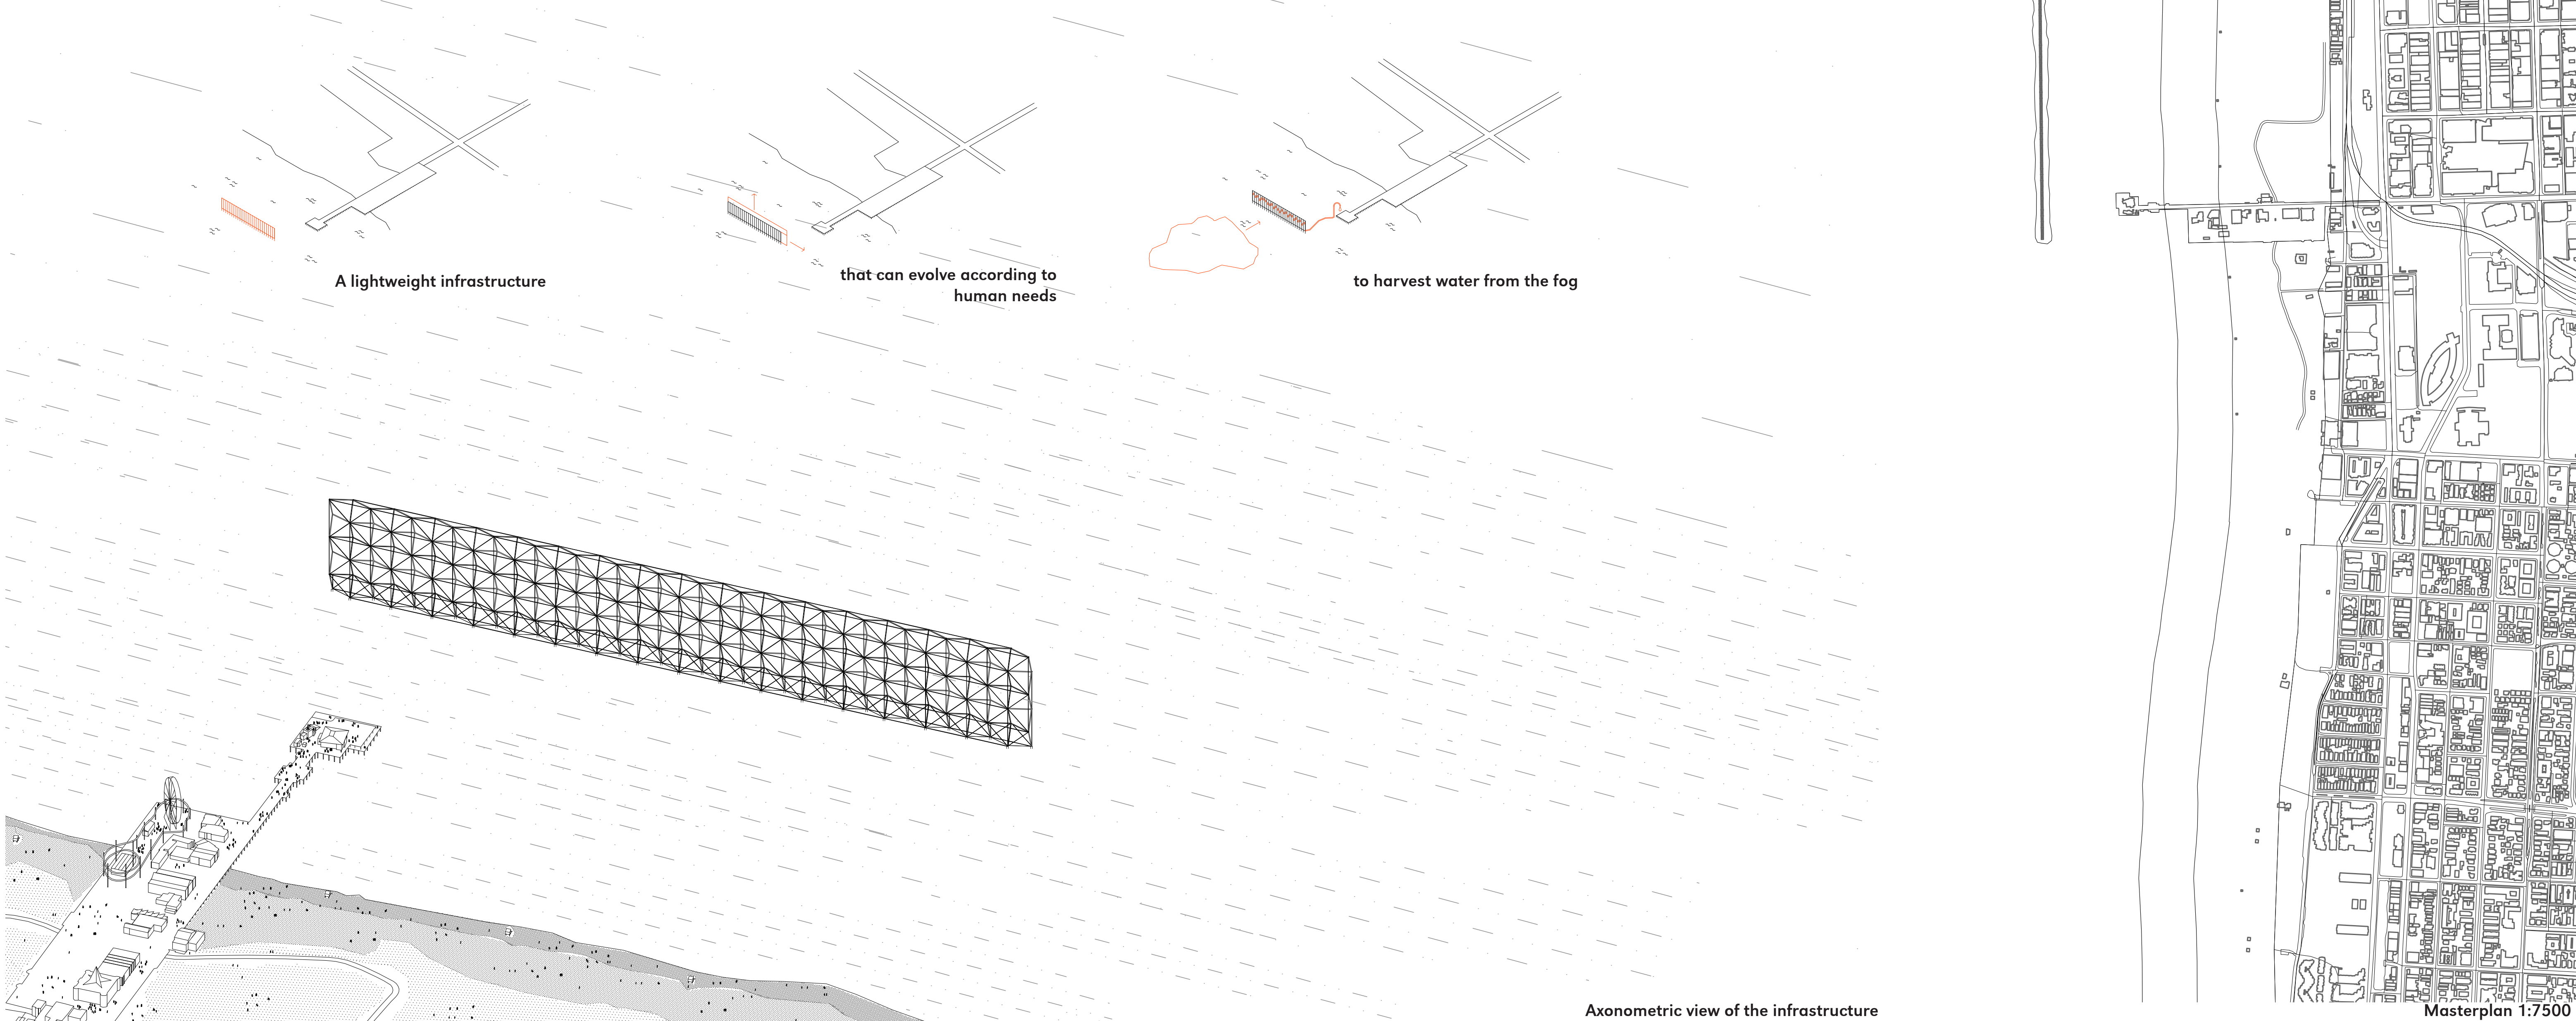 A lightweight infrastructure
that can evolve according to
human needs
to harvest water from the fog
Axonometric view of the infrastructure
Masterplan 1:7500